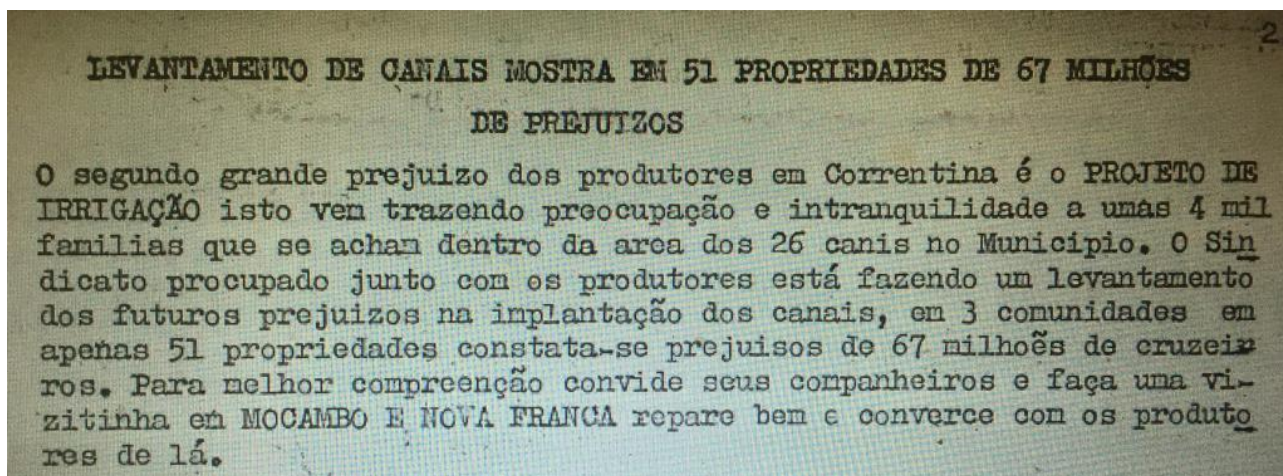 2
LEVANTAMENTO DE CANAIS MOSTRA EM 51 PROPRIEDADES DE 67 MILHÕES
DE PREJUIZOS
O segundo grande prejuizo dos produtores em Correntina é o PROJETO DE
IRRIGAÇÃO isto vem trazendo preocupação e intranquilidade a umas 4 mil
familias que se acham dentro da area dos 26 canis no Municipio. O Sin
dicato procupado junto com os produtores está fazendo um levantamento
dos futuros prejuizos na implantação dos canais, em 3 comunidades em
apenas 51 propriedades constata-se prejuisos de 67 milhoẽs de cruzei
ros. Para melhor compreenção convide seus companheiros e faça uma vi-
zitinha em MOCAMBO E NOVA FRANCA repare bem e converce com os produto
res de lá.